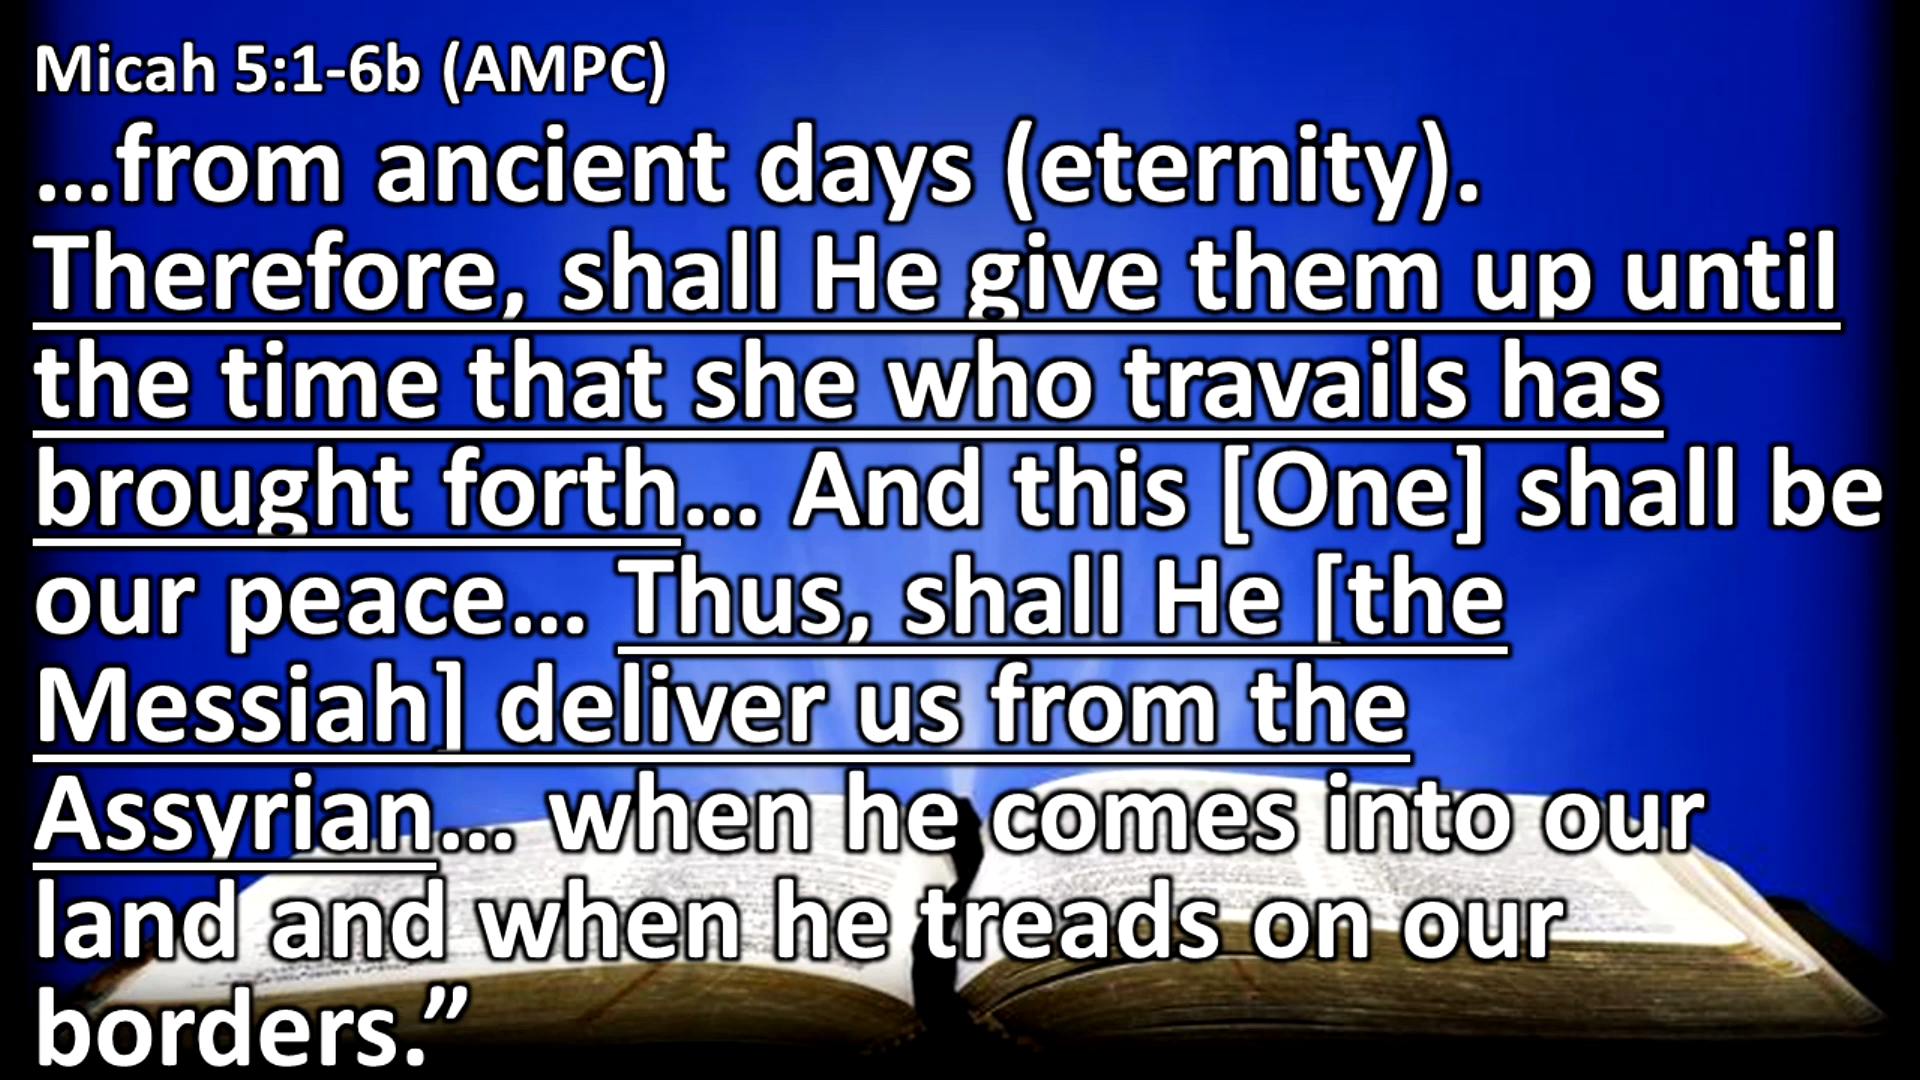 Micah 5:1-6b (AMPC)
…from ancient days (eternity).
Therefore, shall He give them up until
the time that she who travails has
brought forth… And this [One] shall be
our peace… Thus, shall He [the
Messiah] deliver us from the
Assyrian… when he comes into our
land and when he treads on our
borders.”